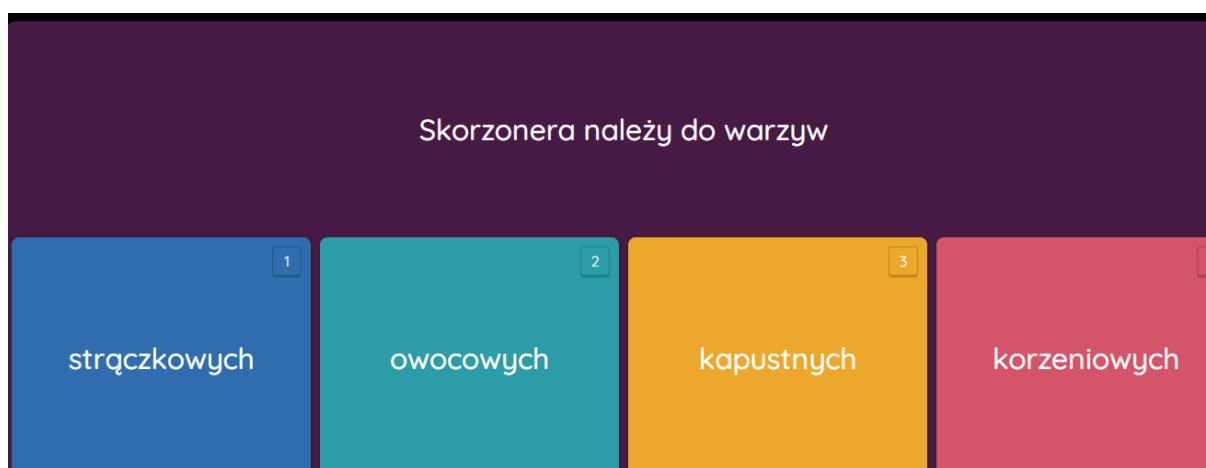 Skorzonera należy do warzyw
1
2
3
strączkowych
owocowych
kapustnych
korzeniowych